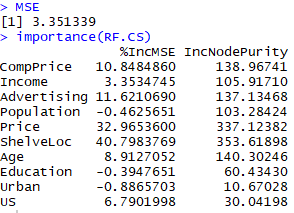 > MSE
[1] 3.351339
> importance(RF.CS)
%IncMSE IncNodePurity
CompPrice 10.8484860 138.96741
Income 3.3534745 105.91710
Advertising 11.6210690 137.13468
Population -0.4625651 103.28424
Price 32.9653600 337.12382
ShelveLoc 40.7983769 353.61898
Age 8.9127052 140.30246
Education -0.3947651 60.43430
Urban -0.8865703 10.67028
US 6.7901998 30.04198